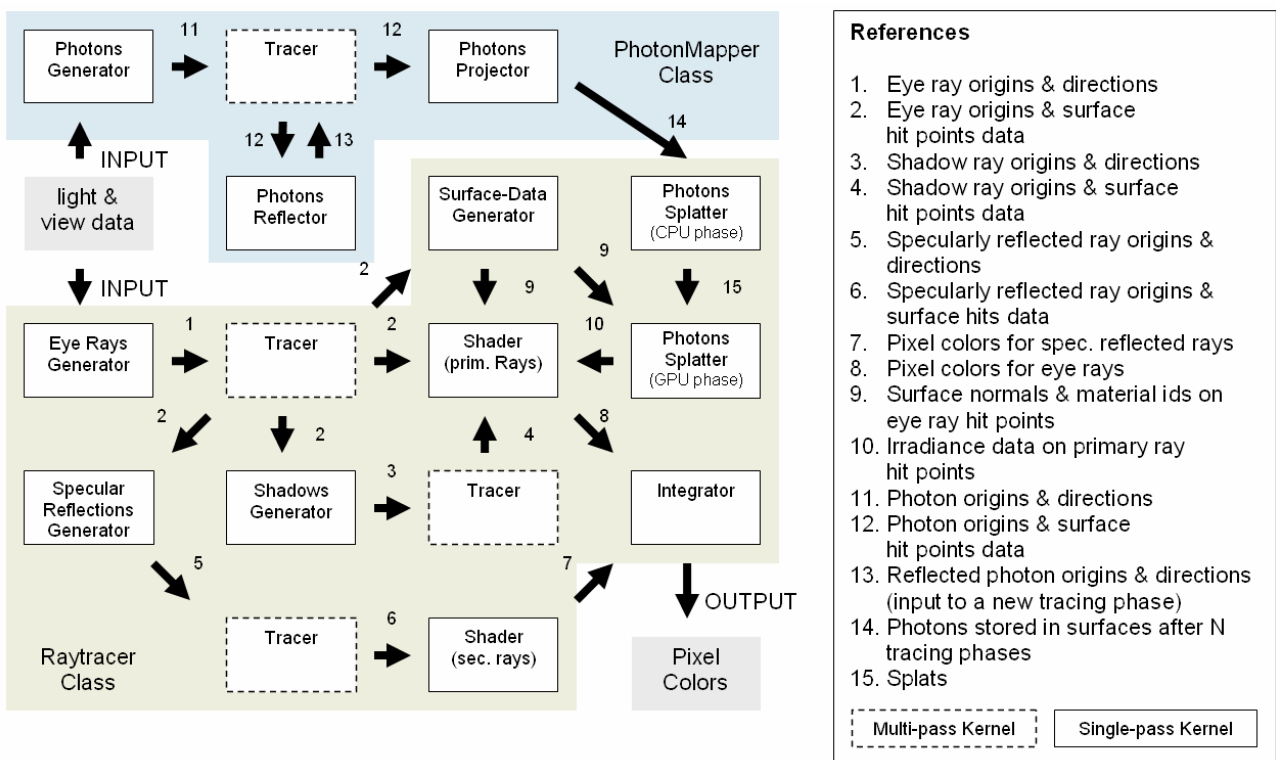 11
12
Photons
Generator
Tracer
Photons
Projector
PhotonMapper
Class
12
13
14
INPUT
light &
view data
Photons
Reflector
Surface-Data
Generator
Photons
Splatter
(CPU phase)
2
9
9
15
INPUT
1
2
10
Eye Rays
Generator
Tracer
Shader
(prim. Rays)
Photons
Splatter
(GPU phase)
2
2
4
8
3
Specular
Reflections
Generator
Shadows
Generator
Tracer
Integrator
5
7
6
OUTPUT
Raytracer
Class
Tracer
Shader
(sec. rays)
Pixel
Colors
References
1. Eye ray origins & directions
2. Eye ray origins & surface
hit points data
3. Shadow ray origins & directions
4. Shadow ray origins & surface
hit points data
5. Specularly reflected ray origins &
directions
6. Specularly reflected ray origins &
surface hits data
7. Pixel colors for spec. reflected rays
8. Pixel colors for eye rays
9. Surface normals & material ids on
eye ray hit points
10. Irradiance data on primary ray
hit points
11. Photon origins & directions
12. Photon origins & surface
hit points data
13. Reflected photon origins & directions
(input to a new tracing phase)
14. Photons stored in surfaces after N
tracing phases
15. Splats
Multi-pass Kernel
Single-pass Kernel